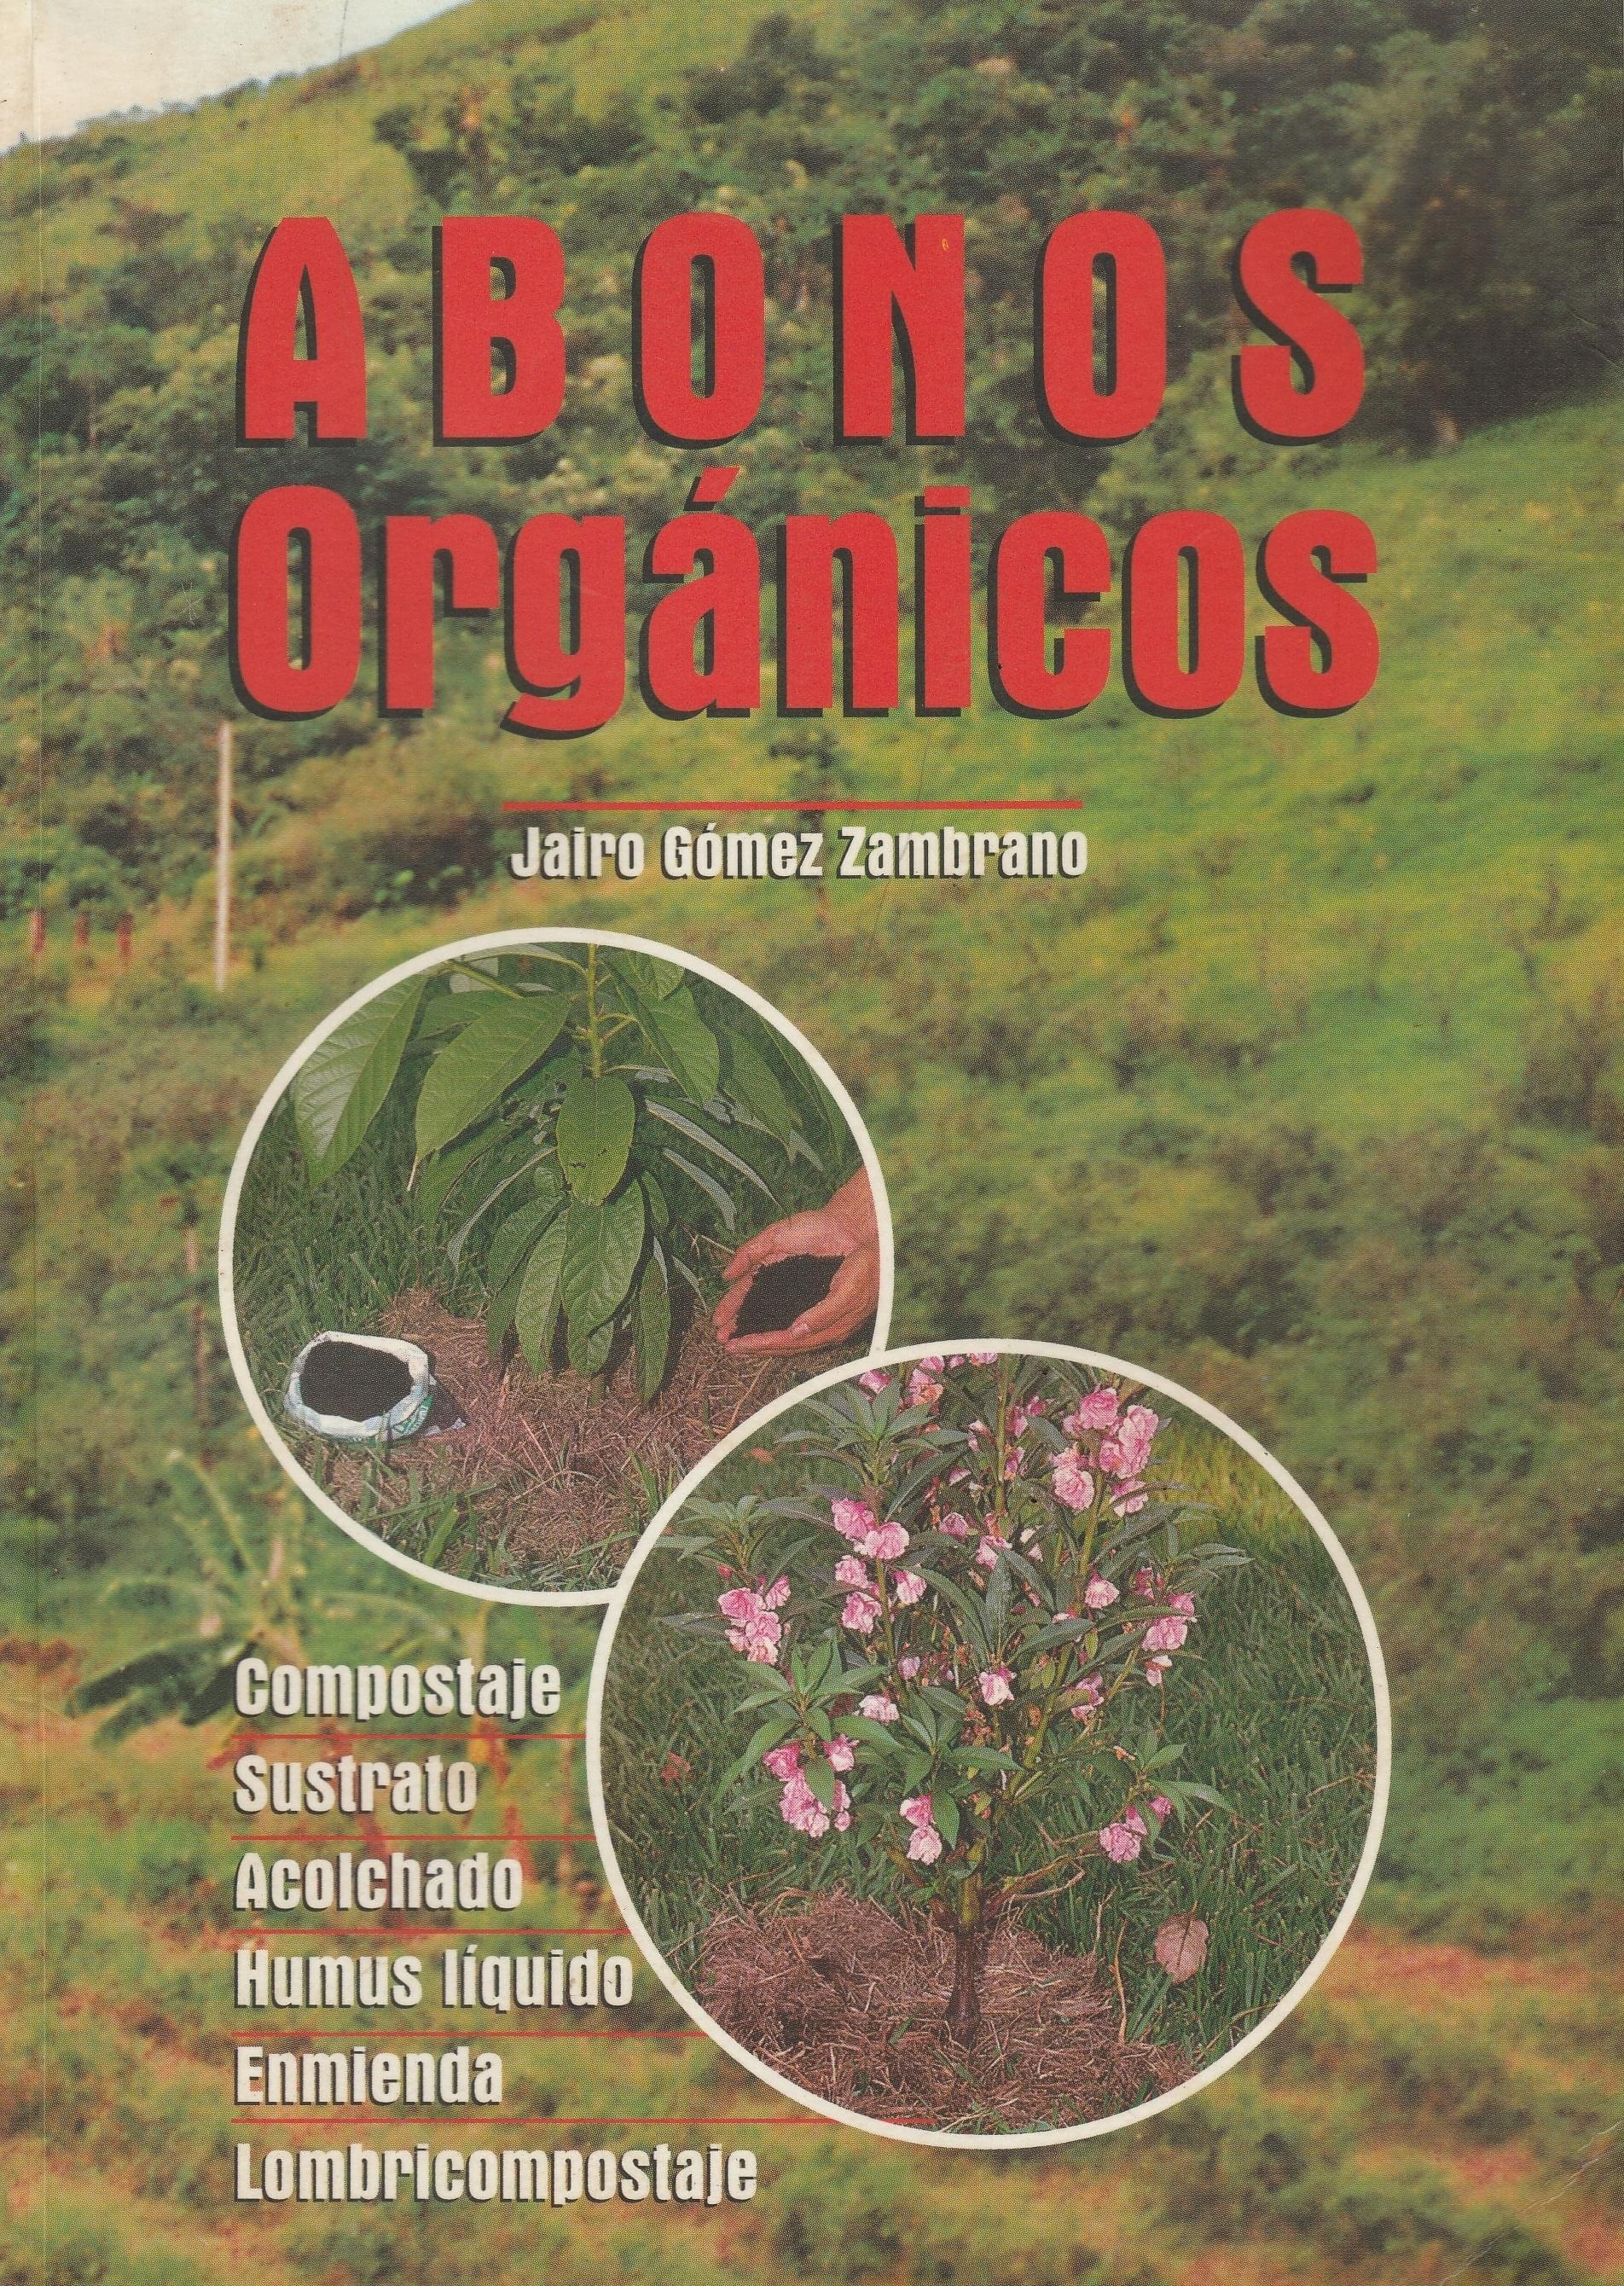 ABONOS
Orgánicos
Jairo Gómez Zambrano
Compostaje
Sustrato
Acolchado
Humus líquido
Enmienda
Lombricompostaje